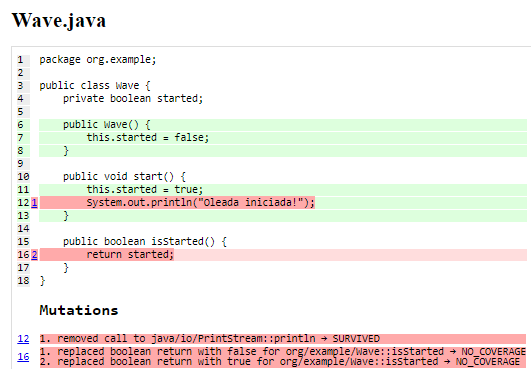 Wave.java
1 package org.example;
2
3 public class Wave {
4 private boolean started;
5
6 public Wave() {
7 this.started = false;
8 }
9
10 public void start() {
11 this.started = true;
12 1 System.out.println("Oleada iniciada!");
13 }
14
15 public boolean isStarted() {
16 2 return started;
17 }
18 }
Mutations
12 1. removed call to java/io/PrintStream::println → SURVIVED
16 1. replaced boolean return with false for org/example/Wave::isStarted → NO_COVERAGE
2. replaced boolean return with true for org/example/Wave::isStarted → NO_COVERAGE